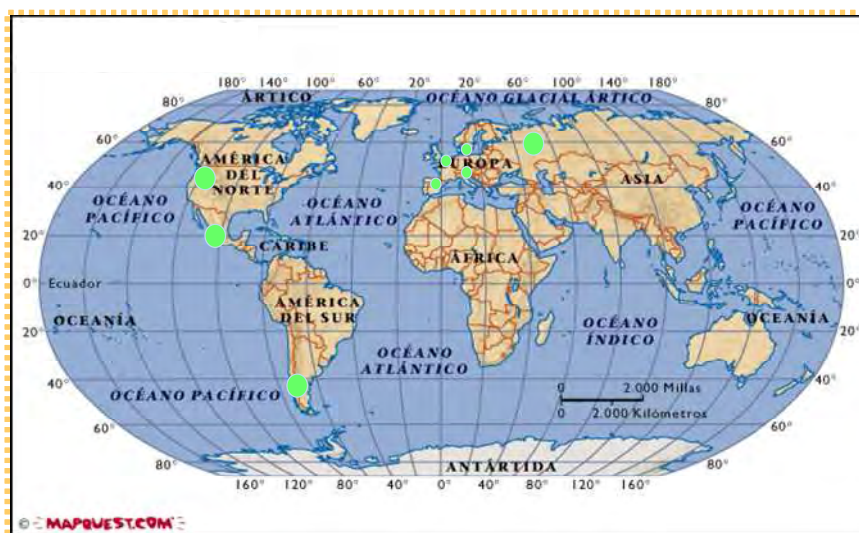 180° 140° 100° 60° 20° 20° 60° 100° 140° 180°
80° ÁRTICO OCÉANO GLACIAL ÁRTICO 80°
60° 60°
AMÉRICA
DEL
NORTE
EUROPA
ASIA
40° 40°
OCÉANO
PACÍFICO
OCÉANO
ATLÁNTICO
OCÉANO
PACÍFICO
20° 20°
CARIBE
ÁFRICA
0° Ecuador 0°
AMÉRICA
DEL SUR
OCEANÍA
OCEANÍA
20° 20°
OCÉANO
ÍNDICO
OCÉANO
ATLÁNTICO
40° OCÉANO PACÍFICO 40°
0 2.000 Millas
0 2.000 Kilómetros
60° 60°
80° ANTÁRTIDA 80°
160° 120° 80° 40° 0° 40° 80° 120° 160°
© MAPQUEST.COM